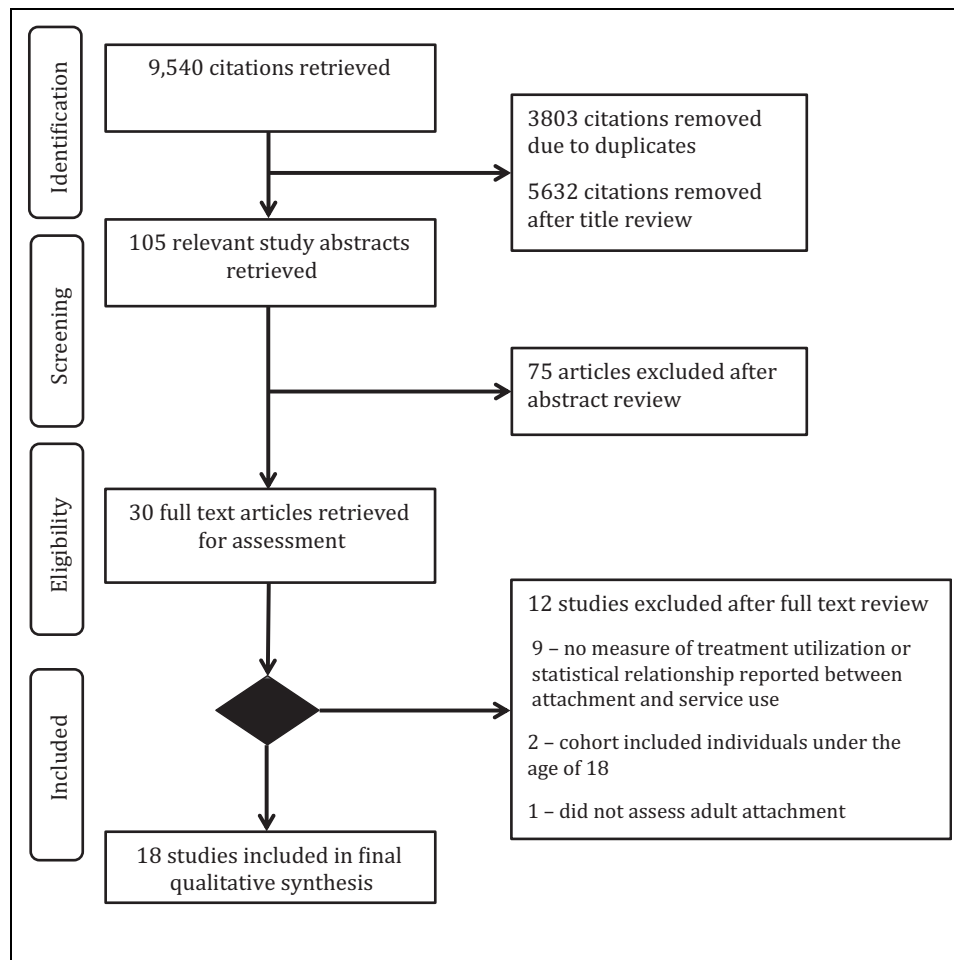 Identification
9,540 citations retrieved
3803 citations removed
due to duplicates
5632 citations removed
after title review
105 relevant study abstracts
retrieved
Screening
75 articles excluded after
abstract review
Eligibility
30 full text articles retrieved
for assessment
12 studies excluded after full text review
9 – no measure of treatment utilization or
statistical relationship reported between
attachment and service use
2 – cohort included individuals under the
age of 18
1 – did not assess adult attachment
Included
18 studies included in final
qualitative synthesis